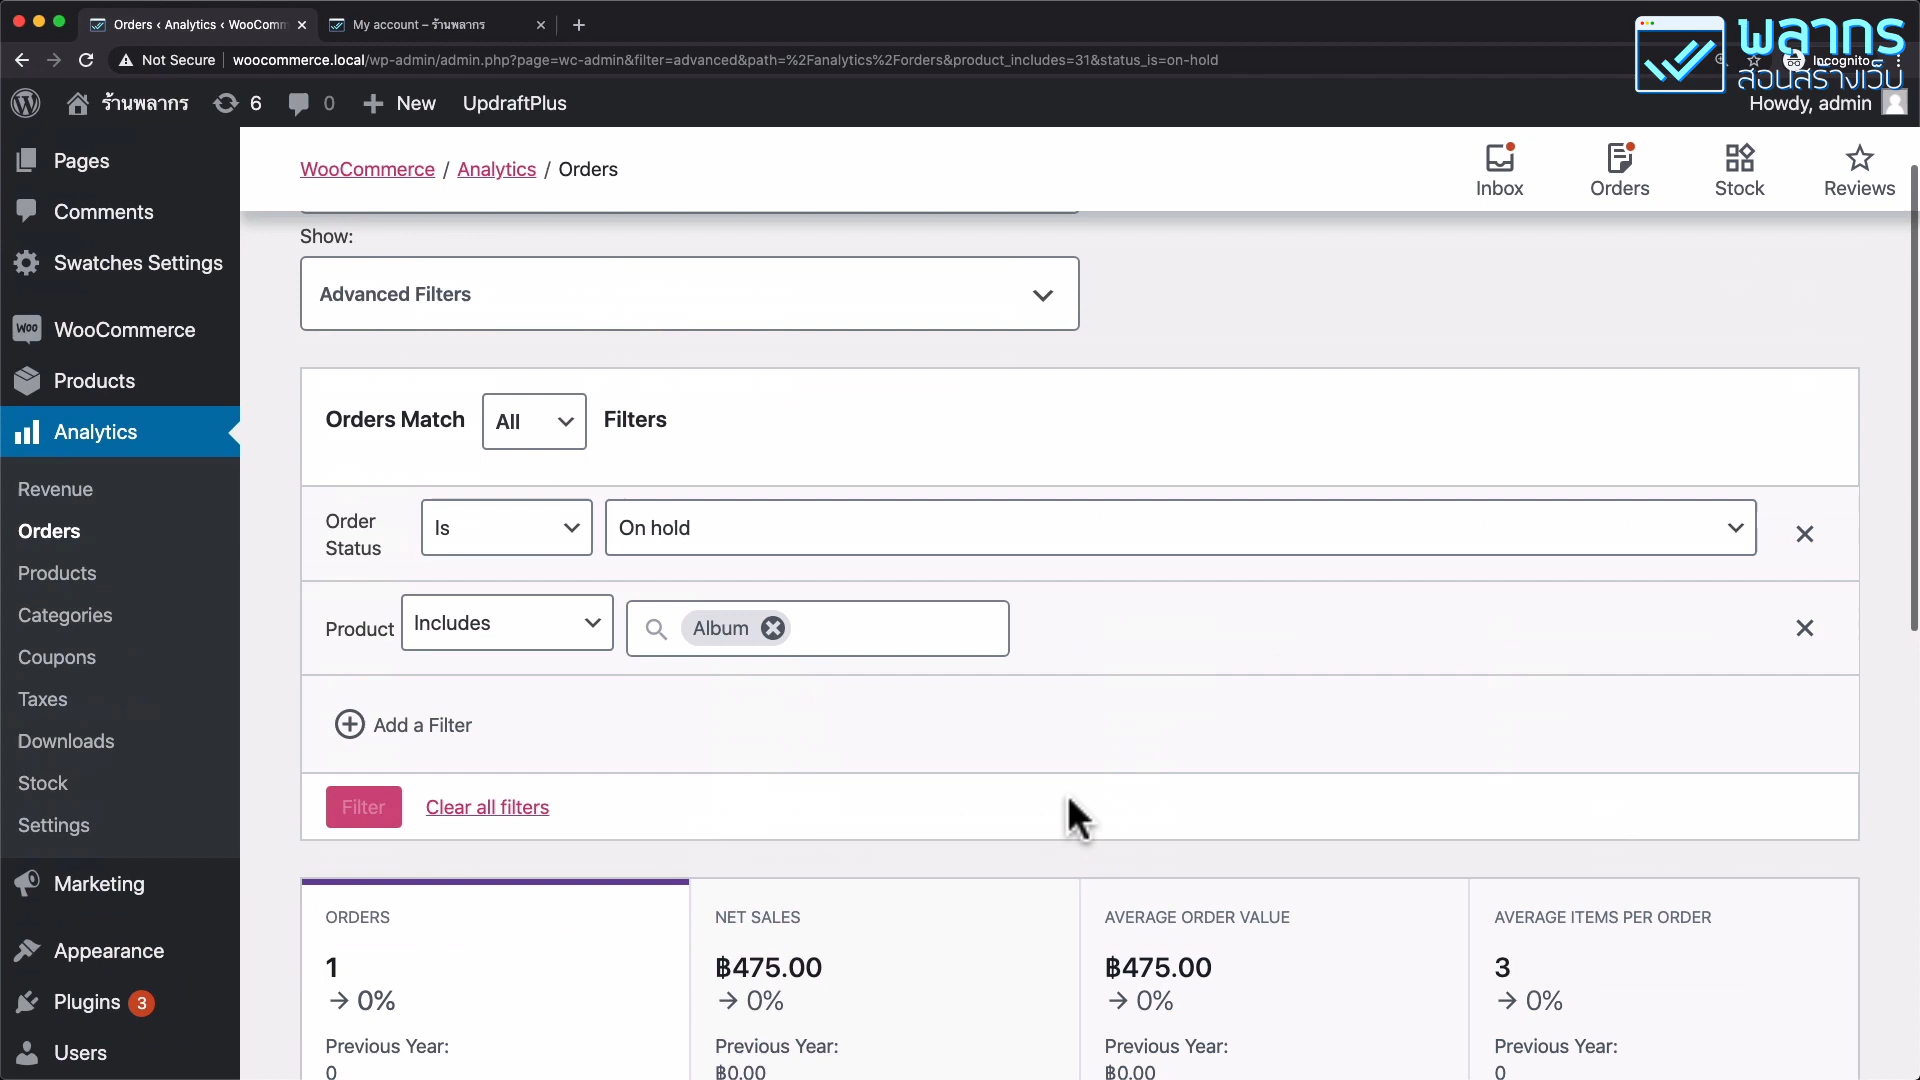 Orders ‹ Analytics ‹ WooComm
My account – ร้านพลากร
Not Secure
woocommerce.local/wp-admin/admin.php?page=wc-admin&filter=advanced&path=%2Fanalytics%2Forders&product_includes=31&status_is=on-hold
Incognito
พลากร
สอนสร้างเว็บ
ร้านพลากร
6
0
New
UpdraftPlus
Howdy, admin
Pages
Comments
Swatches Settings
WooCommerce
Products
Analytics
Revenue
Orders
Products
Categories
Coupons
Taxes
Downloads
Stock
Settings
Marketing
Appearance
Plugins 3
Users
WooCommerce / Analytics / Orders
Inbox
Orders
Stock
Reviews
Show:
Advanced Filters
Orders Match All Filters
Order Status Is On hold
Product Includes Album
Add a Filter
Filter Clear all filters
ORDERS
1
0%
Previous Year:
0
NET SALES
฿475.00
0%
Previous Year:
฿0.00
AVERAGE ORDER VALUE
฿475.00
0%
Previous Year:
฿0.00
AVERAGE ITEMS PER ORDER
3
0%
Previous Year:
0